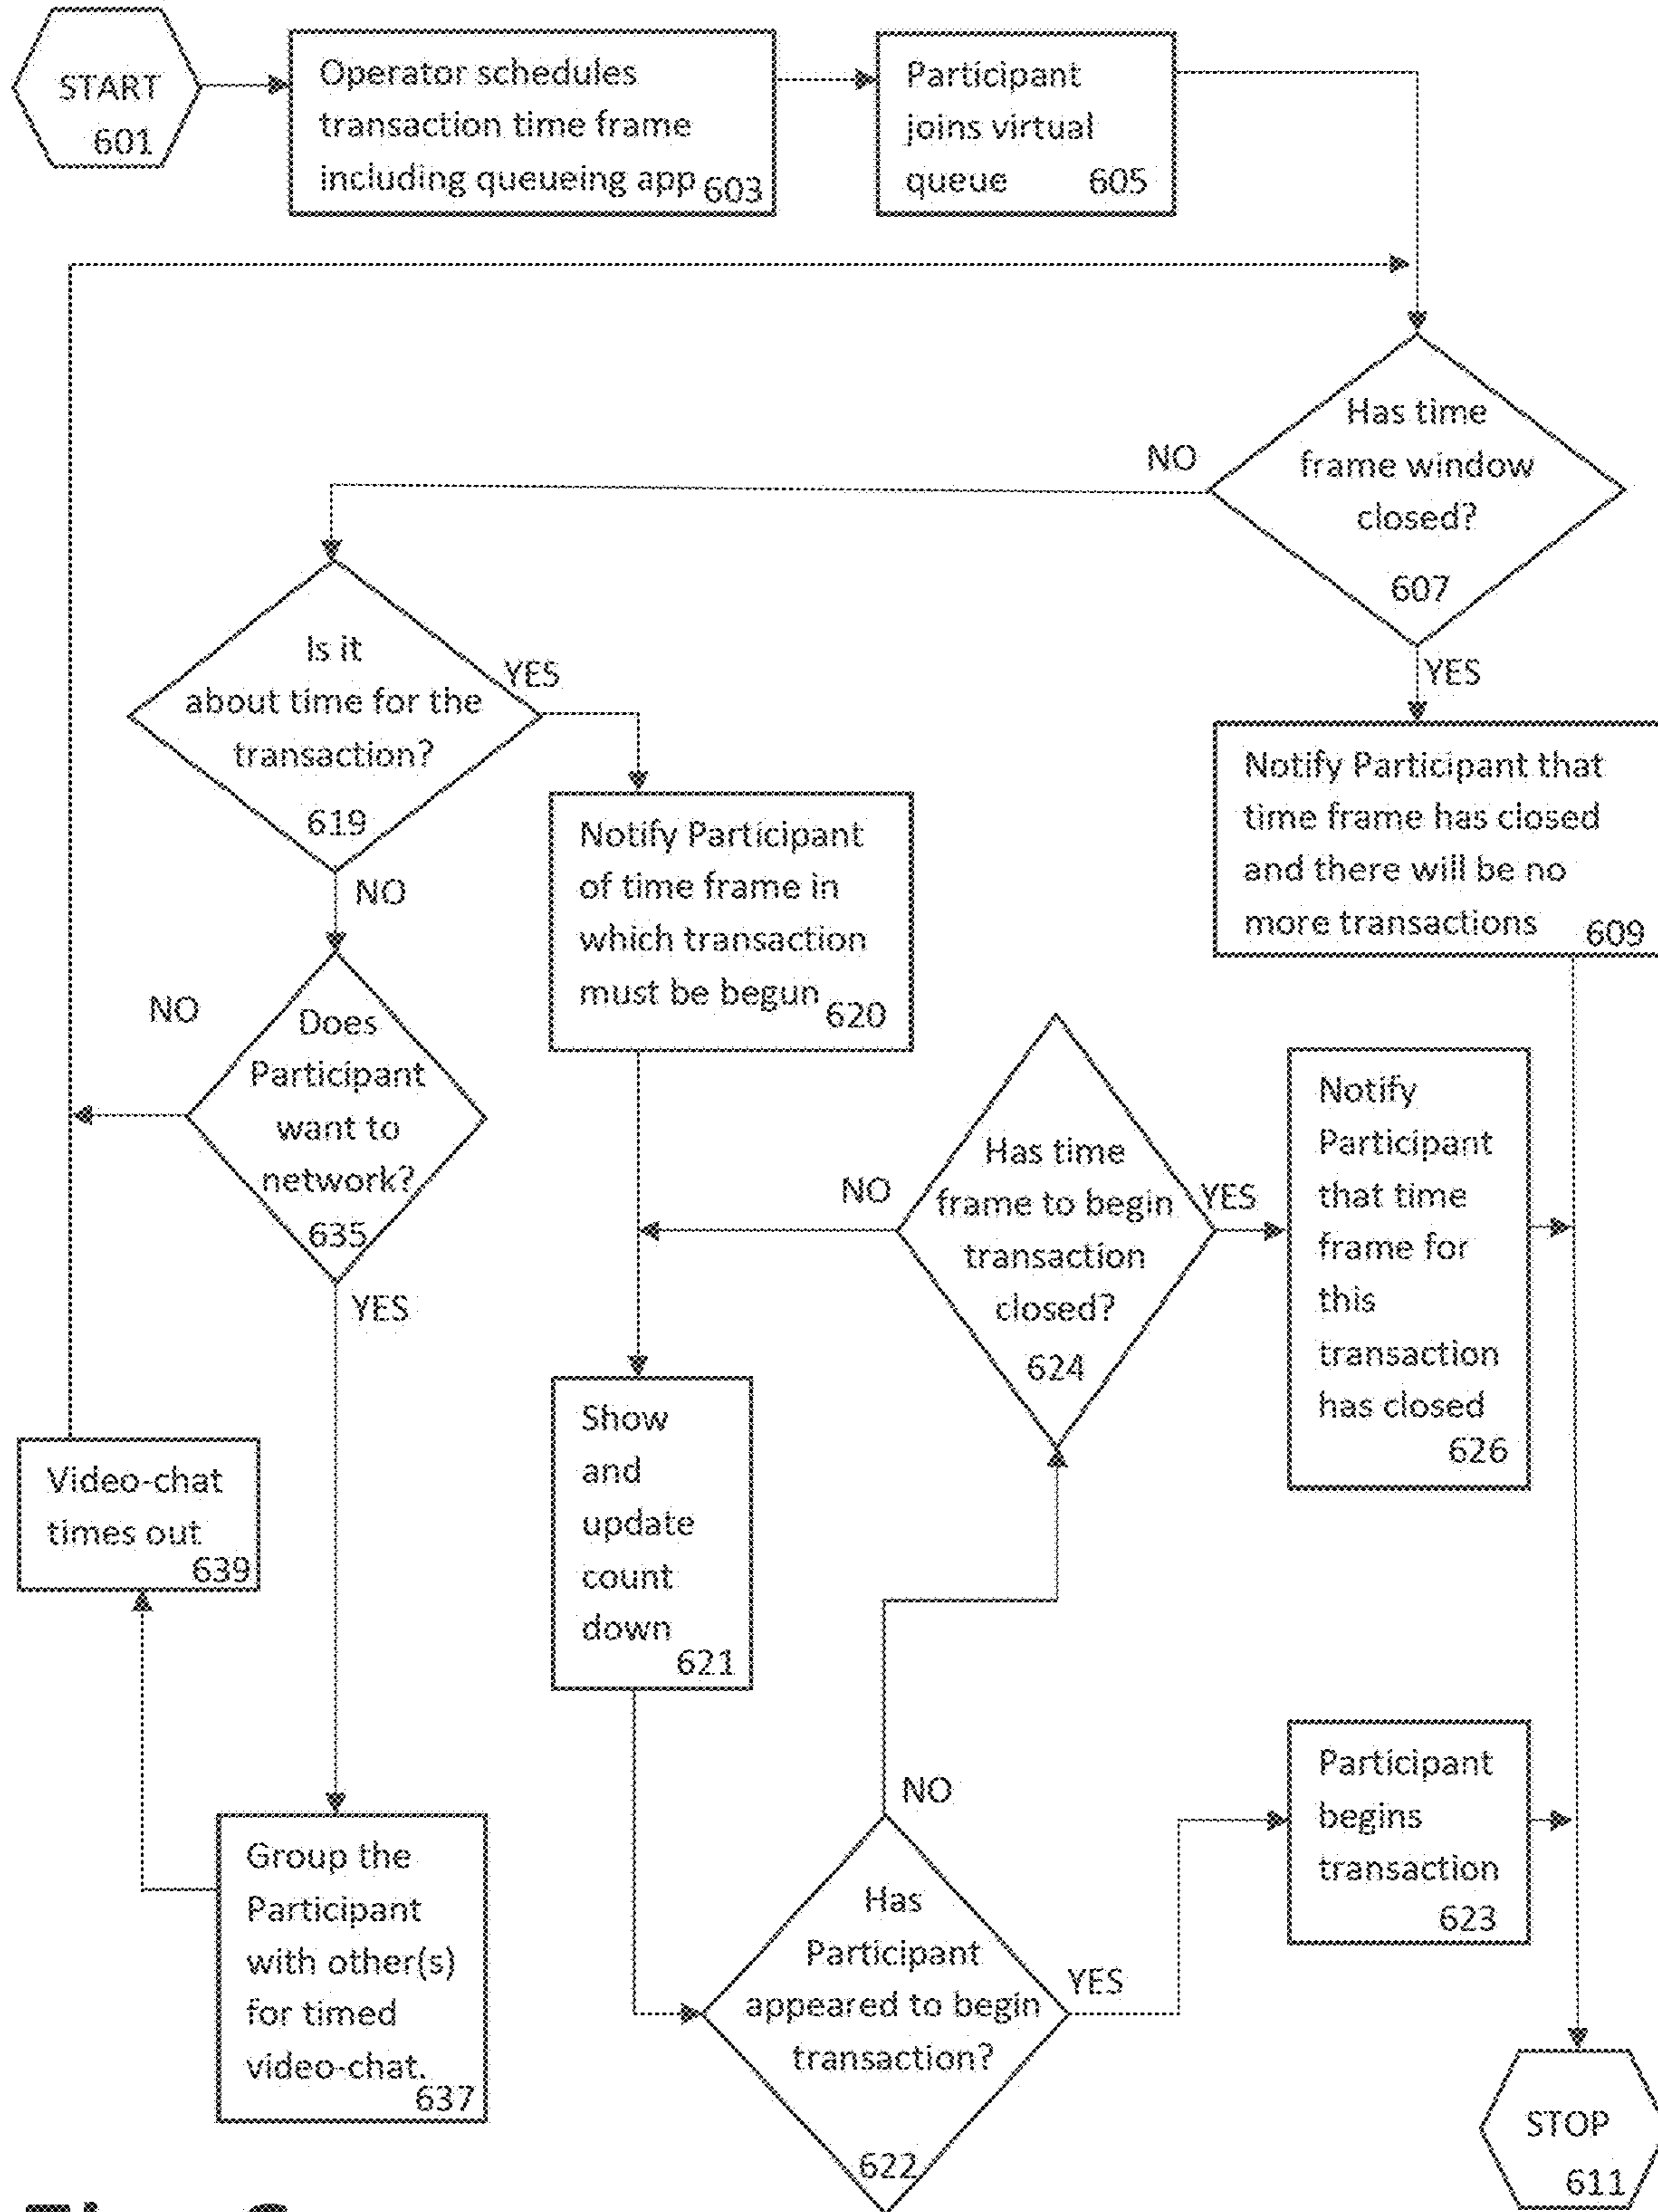 START
601
Operator schedules
transaction time frame
including queueing app
603
Participant
joins virtual
queue 605
Has time
frame window
closed?
607
NO
YES
Is it
about time for the
transaction?
619
YES
NO
Notify Participant that
time frame has closed
and there will be no
more transactions
609
Notify Participant
of time frame in
which transaction
must be begun
620
NO
Does
Participant
want to
network?
635
YES
Has time
frame to begin
transaction
closed?
624
NO
YES
Notify
Participant
that time
frame for
this
transaction
has closed
626
Show
and
update
count
down
621
Video-chat
times out
639
Group the
Participant
with other(s)
for timed
video-chat.
637
NO
Has
Participant
appeared to begin
transaction?
622
YES
Participant
begins
transaction
623
STOP
611